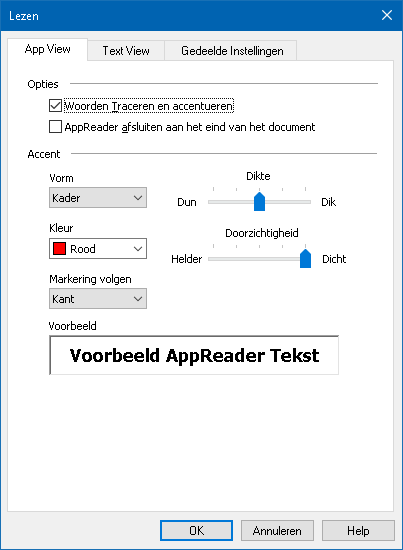 Lezen
App View Text View Gedeelde Instellingen
Opties
Woorden Traceren en accentueren
AppReader afsluiten aan het eind van het document
Accent
Vorm
Kader
Dikte
Dun Dik
Kleur
Rood
Doorzichtigheid
Helder Dicht
Markering volgen
Kant
Voorbeeld
Voorbeeld AppReader Tekst
OK Annuleren Help